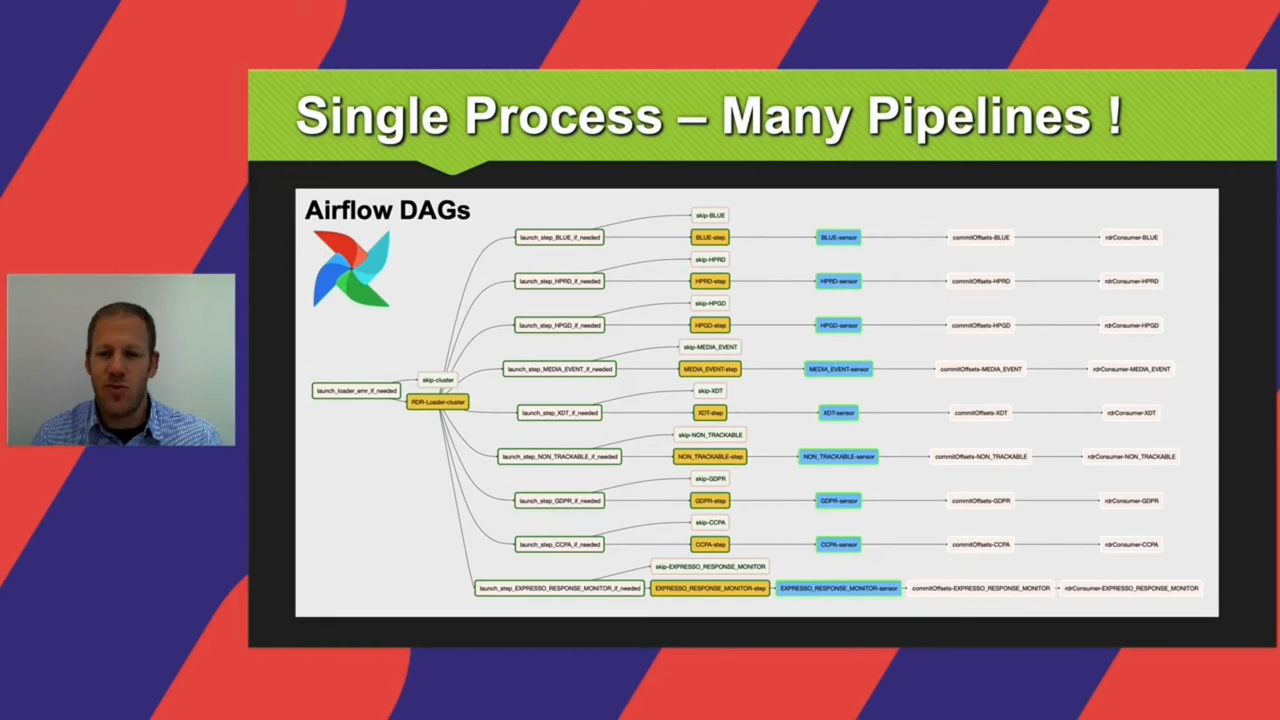 Single Process – Many Pipelines !
Airflow DAGs
launch_loader_emr_if_needed
skip-cluster
RDR-Loader-cluster
skip-BLUE
launch_step_BLUE_if_needed
BLUE-step
BLUE-sensor
commitOffsets-BLUE
rdrConsumer-BLUE
skip-HPRD
launch_step_HPRD_if_needed
HPRD-step
HPRD-sensor
commitOffsets-HPRD
rdrConsumer-HPRD
skip-HPGD
launch_step_HPGD_if_needed
HPGD-step
HPGD-sensor
commitOffsets-HPGD
rdrConsumer-HPGD
skip-MEDIA_EVENT
launch_step_MEDIA_EVENT_if_needed
MEDIA_EVENT-step
MEDIA_EVENT-sensor
commitOffsets-MEDIA_EVENT
rdrConsumer-MEDIA_EVENT
skip-XDT
launch_step_XDT_if_needed
XDT-step
XDT-sensor
commitOffsets-XDT
rdrConsumer-XDT
skip-NON_TRACKABLE
launch_step_NON_TRACKABLE_if_needed
NON_TRACKABLE-step
NON_TRACKABLE-sensor
commitOffsets-NON_TRACKABLE
rdrConsumer-NON_TRACKABLE
skip-GDPR
launch_step_GDPR_if_needed
GDPR-step
GDPR-sensor
commitOffsets-GDPR
rdrConsumer-GDPR
skip-CCPA
launch_step_CCPA_if_needed
CCPA-step
CCPA-sensor
commitOffsets-CCPA
rdrConsumer-CCPA
skip-EXPRESSO_RESPONSE_MONITOR
launch_step_EXPRESSO_RESPONSE_MONITOR_if_needed
EXPRESSO_RESPONSE_MONITOR-step
EXPRESSO_RESPONSE_MONITOR-sensor
commitOffsets-EXPRESSO_RESPONSE_MONITOR
rdrConsumer-EXPRESSO_RESPONSE_MONITOR